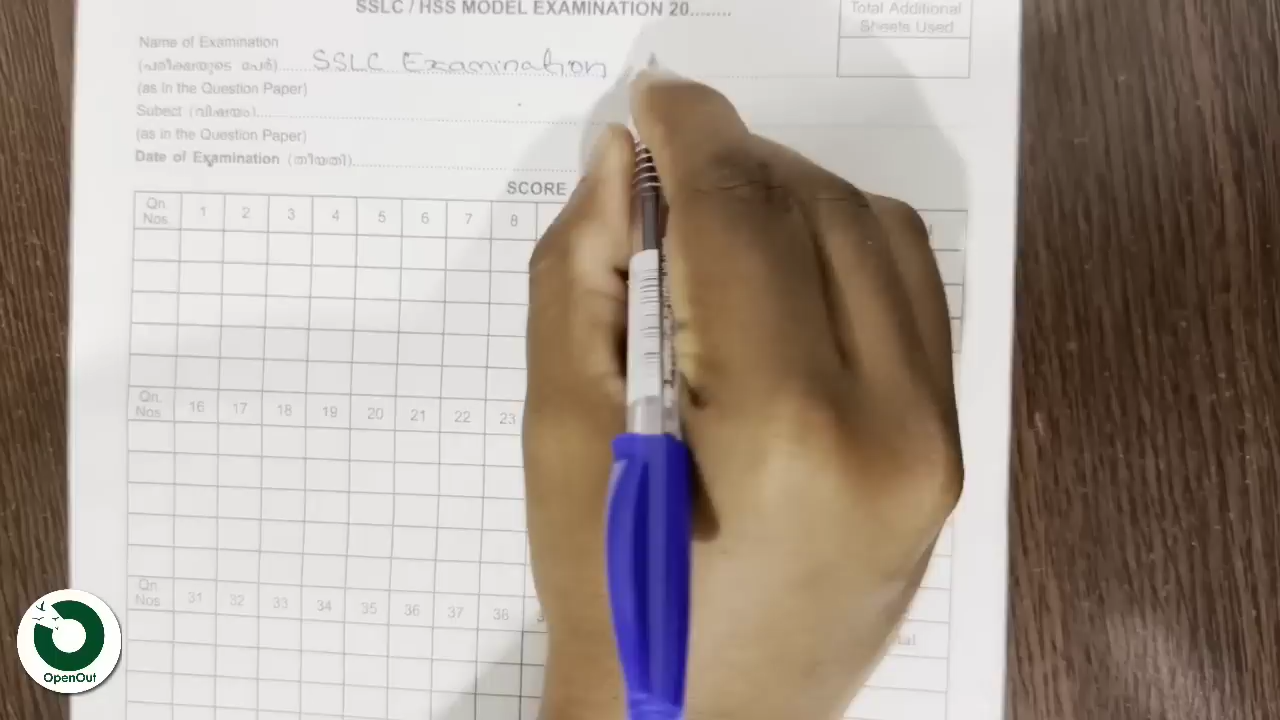 SSLC / HSS MODEL EXAMINATION 20........
Total Additional
Sheets Used
Name of Examination
(പരീക്ഷയുടെ പേര്)..... SSLC Examination
(as in the Question Paper)
Subect (വിഷയം)........
(as in the Question Paper)
Date of Examination (തീയതി)........
SCORE
Qn. Nos. 1 2 3 4 5 6 7 8
Qn. Nos 16 17 18 19 20 21 22 23
Qn. Nos 31 32 33 34 35 36 37 38
OpenOut